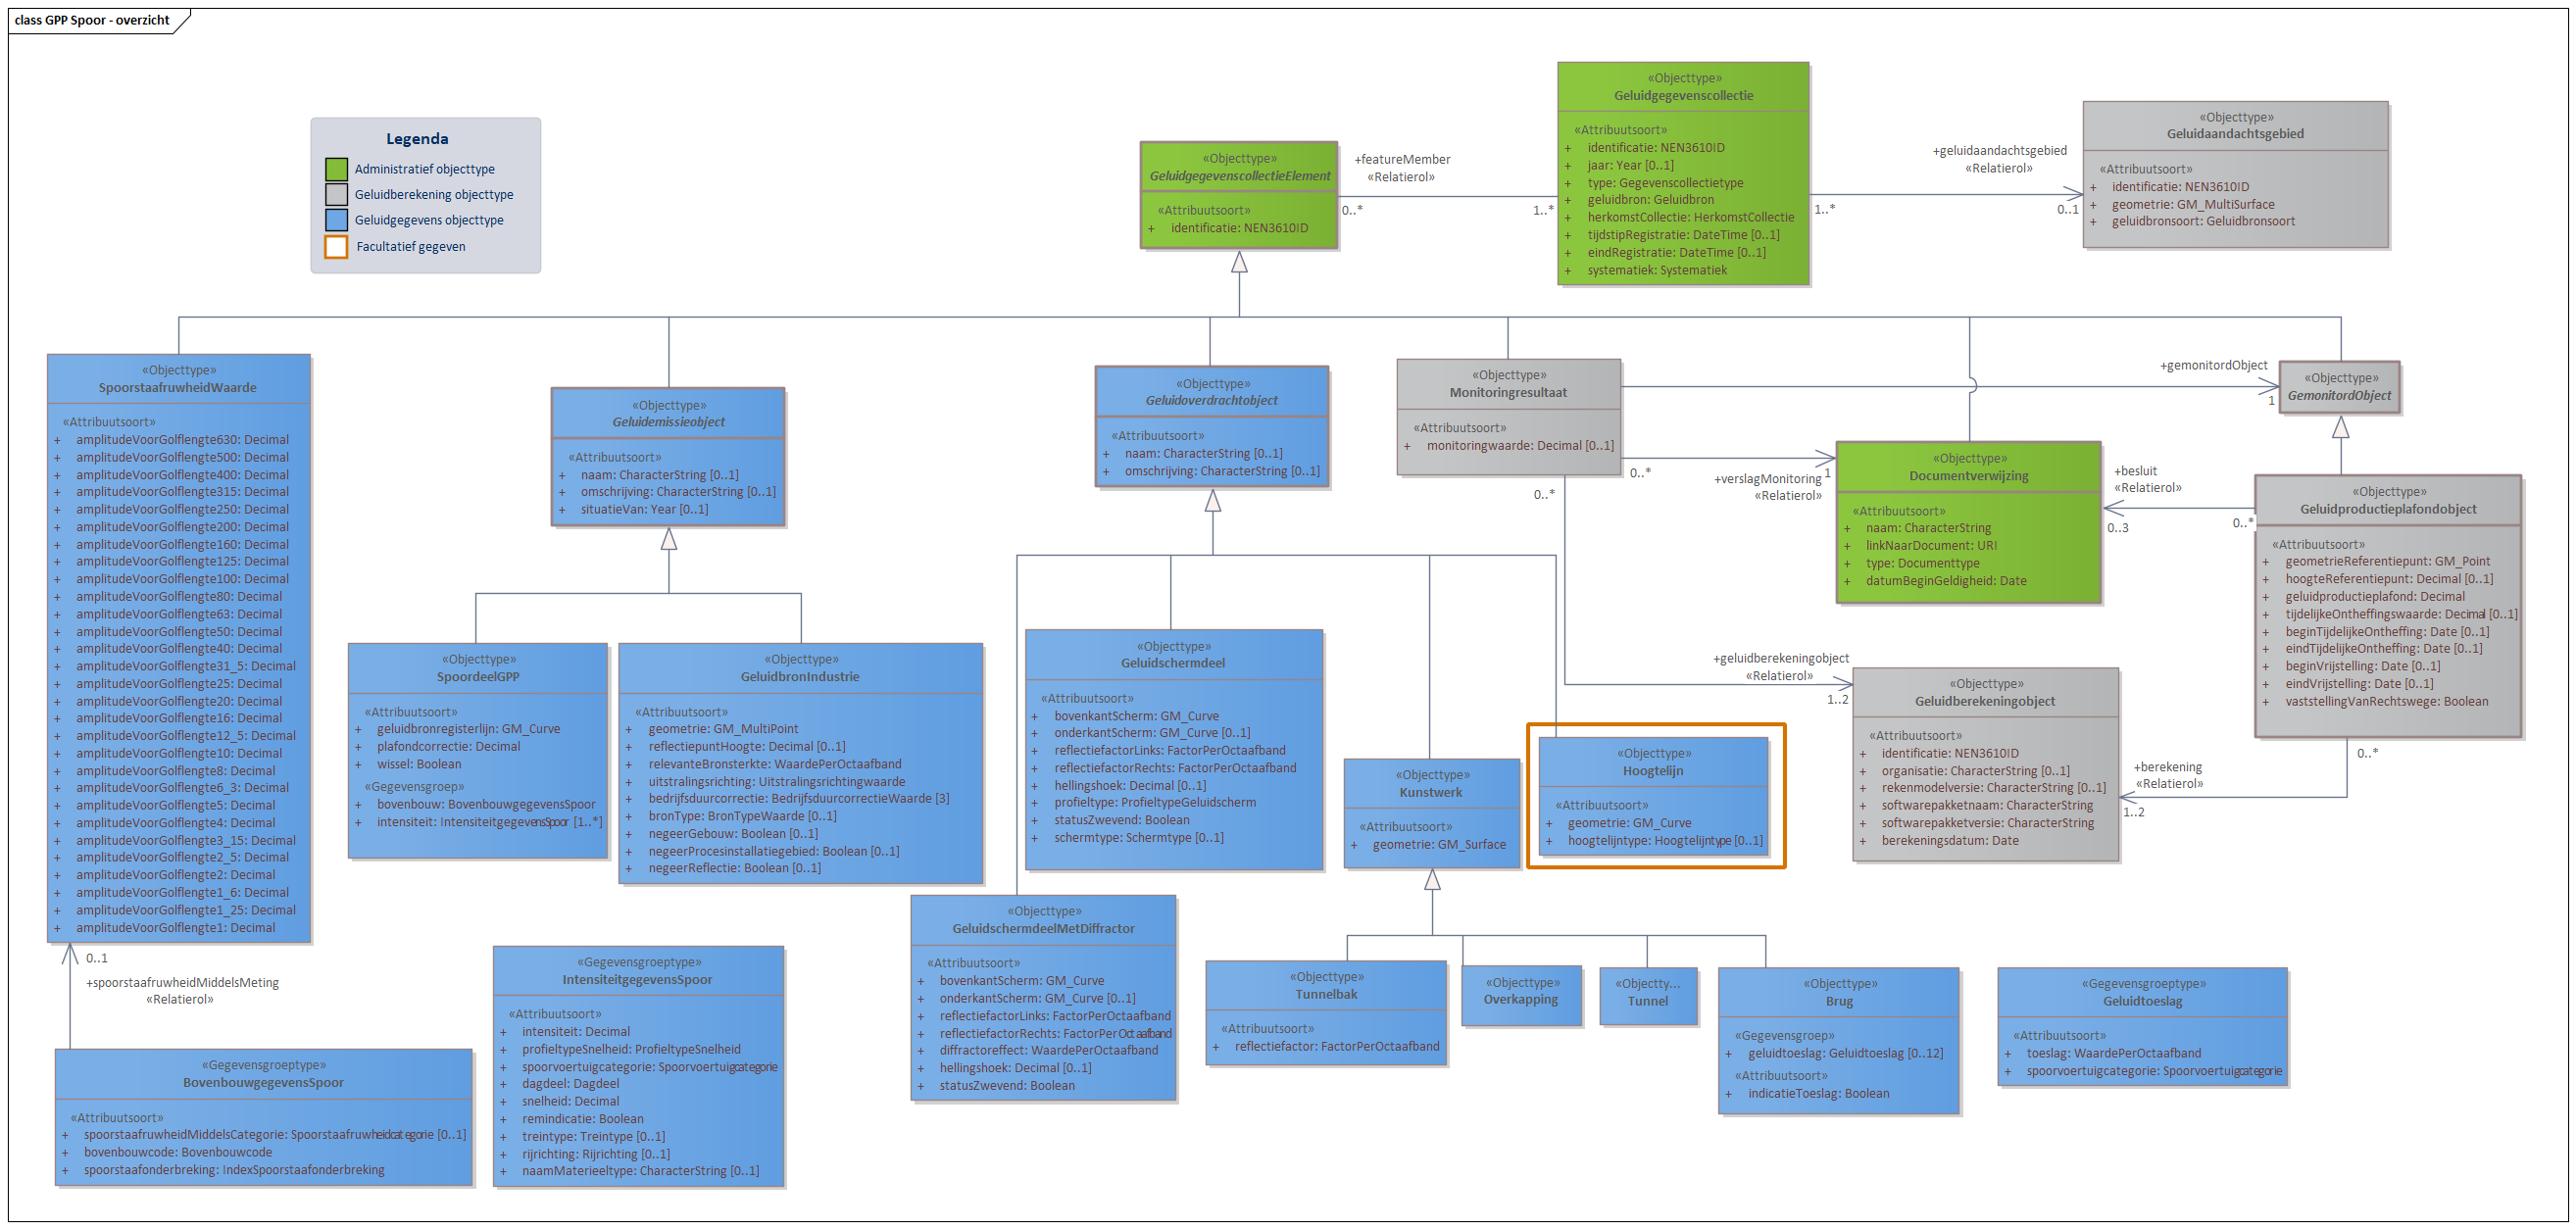 class GPP Spoor - overzicht
Legenda
Administratief objecttype
Geluidberekening objecttype
Geluidgegevens objecttype
Facultatief gegeven
«Objecttype»
GeluidgegevenscollectieElement
«Attribuutsoort»
+ identificatie: NEN3610ID
+featureMember
«Relatierol»
0..*
1..*
«Objecttype»
Geluidgegevenscollectie
«Attribuutsoort»
+ identificatie: NEN3610ID
+ jaar: Year [0..1]
+ type: Gegevenscollectietype
+ geluidbron: Geluidbron
+ herkomstCollectie: HerkomstCollectie
+ tijdstipRegistratie: DateTime [0..1]
+ eindRegistratie: DateTime [0..1]
+ systematiek: Systematiek
+geluidaandachtsgebied
«Relatierol»
1..*
0..1
«Objecttype»
Geluidaandachtsgebied
«Attribuutsoort»
+ identificatie: NEN3610ID
+ geometrie: GM_MultiSurface
+ geluidbronsoort: Geluidbronsoort
«Objecttype»
SpoorstaafruwheidWaarde
«Attribuutsoort»
+ amplitudeVoorGolflengte630: Decimal
+ amplitudeVoorGolflengte500: Decimal
+ amplitudeVoorGolflengte400: Decimal
+ amplitudeVoorGolflengte315: Decimal
+ amplitudeVoorGolflengte250: Decimal
+ amplitudeVoorGolflengte200: Decimal
+ amplitudeVoorGolflengte160: Decimal
+ amplitudeVoorGolflengte125: Decimal
+ amplitudeVoorGolflengte100: Decimal
+ amplitudeVoorGolflengte80: Decimal
+ amplitudeVoorGolflengte63: Decimal
+ amplitudeVoorGolflengte50: Decimal
+ amplitudeVoorGolflengte40: Decimal
+ amplitudeVoorGolflengte31_5: Decimal
+ amplitudeVoorGolflengte25: Decimal
+ amplitudeVoorGolflengte20: Decimal
+ amplitudeVoorGolflengte16: Decimal
+ amplitudeVoorGolflengte12_5: Decimal
+ amplitudeVoorGolflengte10: Decimal
+ amplitudeVoorGolflengte8: Decimal
+ amplitudeVoorGolflengte6_3: Decimal
+ amplitudeVoorGolflengte5: Decimal
+ amplitudeVoorGolflengte4: Decimal
+ amplitudeVoorGolflengte3_15: Decimal
+ amplitudeVoorGolflengte2_5: Decimal
+ amplitudeVoorGolflengte2: Decimal
+ amplitudeVoorGolflengte1_6: Decimal
+ amplitudeVoorGolflengte1_25: Decimal
+ amplitudeVoorGolflengte1: Decimal
«Objecttype»
Geluidemissieobject
«Attribuutsoort»
+ naam: CharacterString [0..1]
+ omschrijving: CharacterString [0..1]
+ situatieVan: Year [0..1]
«Objecttype»
Geluidoverdrachtobject
«Attribuutsoort»
+ naam: CharacterString [0..1]
+ omschrijving: CharacterString [0..1]
«Objecttype»
Monitoringresultaat
«Attribuutsoort»
+ monitoringwaarde: Decimal [0..1]
+gemonitordObject
1
«Objecttype»
GemonitordObject
0..*
+verslagMonitoring
«Relatierol»
1
0..*
«Objecttype»
Documentverwijzing
«Attribuutsoort»
+ naam: CharacterString
+ linkNaarDocument: URI
+ type: Documenttype
+ datumBeginGeldigheid: Date
+besluit
«Relatierol»
0..3
0..*
«Objecttype»
Geluidproductieplafondobject
«Attribuutsoort»
+ geometrieReferentiepunt: GM_Point
+ hoogteReferentiepunt: Decimal [0..1]
+ geluidproductieplafond: Decimal
+ tijdelijkeOntheffingswaarde: Decimal [0..1]
+ beginTijdelijkeOntheffing: Date [0..1]
+ eindTijdelijkeOntheffing: Date [0..1]
+ beginVrijstelling: Date [0..1]
+ eindVrijstelling: Date [0..1]
+ vaststellingVanRechtswege: Boolean
«Objecttype»
SpoordeelGPP
«Attribuutsoort»
+ geluidbronregisterlijn: GM_Curve
+ plafondcorrectie: Decimal
+ wissel: Boolean
«Gegevensgroep»
+ bovenbouw: BovenbouwgegevensSpoor
+ intensiteit: IntensiteitgegevensSpoor [1..*]
«Objecttype»
GeluidbronIndustrie
«Attribuutsoort»
+ geometrie: GM_MultiPoint
+ reflectiepuntHoogte: Decimal [0..1]
+ relevanteBronsterkte: WaardePerOctaafband
+ uitstralingsrichting: Uitstralingsrichtingwaarde
+ bedrijfsduurcorrectie: BedrijfsduurcorrectieWaarde [3]
+ bronType: BronTypeWaarde [0..1]
+ negeerGebouw: Boolean [0..1]
+ negeerProcesinstallatiegebied: Boolean [0..1]
+ negeerReflectie: Boolean [0..1]
«Objecttype»
Geluidschermdeel
«Attribuutsoort»
+ bovenkantScherm: GM_Curve
+ onderkantScherm: GM_Curve [0..1]
+ reflectiefactorLinks: FactorPerOctaafband
+ reflectiefactorRechts: FactorPerOctaafband
+ hellingshoek: Decimal [0..1]
+ profieltype: ProfieltypeGeluidscherm
+ statusZwevend: Boolean
+ schermtype: Schermtype [0..1]
«Objecttype»
Kunstwerk
«Attribuutsoort»
+ geometrie: GM_Surface
«Objecttype»
Hoogtelijn
«Attribuutsoort»
+ geometrie: GM_Curve
+ hoogtelijntype: Hoogtelijntype [0..1]
+geluidberekeningobject
«Relatierol»
1..2
«Objecttype»
Geluidberekeningobject
«Attribuutsoort»
+ identificatie: NEN3610ID
+ organisatie: CharacterString [0..1]
+ rekenmodelversie: CharacterString [0..1]
+ softwarepakketnaam: CharacterString
+ softwarepakketversie: CharacterString
+ berekeningsdatum: Date
0..*
+berekening
«Relatierol»
1..2
«Objecttype»
GeluidschermdeelMetDiffractor
«Attribuutsoort»
+ bovenkantScherm: GM_Curve
+ onderkantScherm: GM_Curve [0..1]
+ reflectiefactorLinks: FactorPerOctaafband
+ reflectiefactorRechts: FactorPerOctaafband
+ diffractoreffect: WaardePerOctaafband
+ hellingshoek: Decimal [0..1]
+ statusZwevend: Boolean
0..1
+spoorstaafruwheidMiddelsMeting
«Relatierol»
«Gegevensgroeptype»
BovenbouwgegevensSpoor
«Attribuutsoort»
+ spoorstaafruwheidMiddelsCategorie: Spoorstaafruwheidcategorie [0..1]
+ bovenbouwcode: Bovenbouwcode
+ spoorstaafonderbreking: IndexSpoorstaafonderbreking
«Gegevensgroeptype»
IntensiteitgegevensSpoor
«Attribuutsoort»
+ intensiteit: Decimal
+ profieltypeSnelheid: ProfieltypeSnelheid
+ spoorvoertuigcategorie: Spoorvoertuigcategorie
+ dagdeel: Dagdeel
+ snelheid: Decimal
+ remindicatie: Boolean
+ treintype: Treintype [0..1]
+ rijrichting: Rijrichting [0..1]
+ naamMaterieeltype: CharacterString [0..1]
«Objecttype»
Tunnelbak
«Attribuutsoort»
+ reflectiefactor: FactorPerOctaafband
«Objecttype»
Overkapping
«Objectty...
Tunnel
«Objecttype»
Brug
«Gegevensgroep»
+ geluidtoeslag: Geluidtoeslag [0..12]
«Attribuutsoort»
+ indicatieToeslag: Boolean
«Gegevensgroeptype»
Geluidtoeslag
«Attribuutsoort»
+ toeslag: WaardePerOctaafband
+ spoorvoertuigcategorie: Spoorvoertuigcategorie